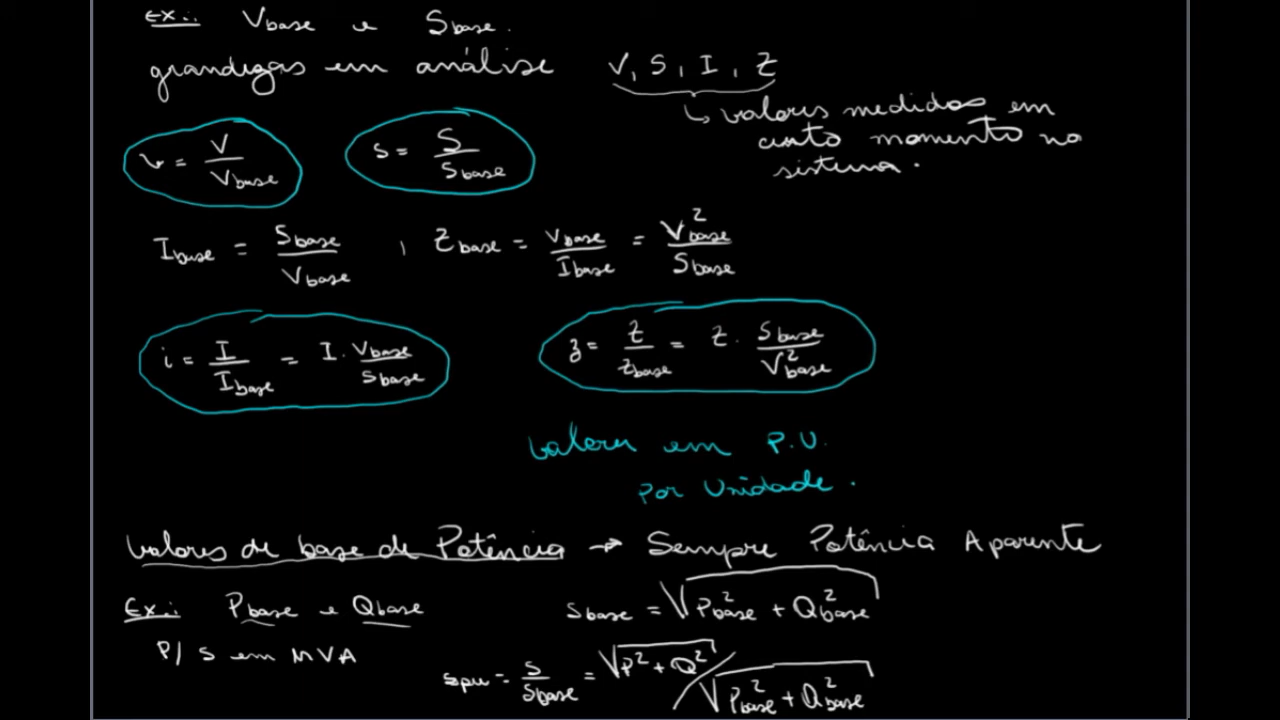 Ex.: Vbase e Sbase.
grandezas em análise V, S, I, Z
↳ valores medidos em
certo momento no
sistema.
v = V/Vbase s = S/Sbase
Ibase = Sbase/Vbase , Zbase = Vbase/Ibase = V²base/Sbase
i = I/Ibase = I · Vbase/Sbase z = Z/Zbase = Z · Sbase/V²base
Valores em P.U.
Por Unidade.
Valores de base de Potência → Sempre Potência Aparente
Ex.: Pbase e Qbase Sbase = √(P²base + Q²base)
P/ S em MVA
spu = S/Sbase = √(P² + Q²) / √(P²base + Q²base)